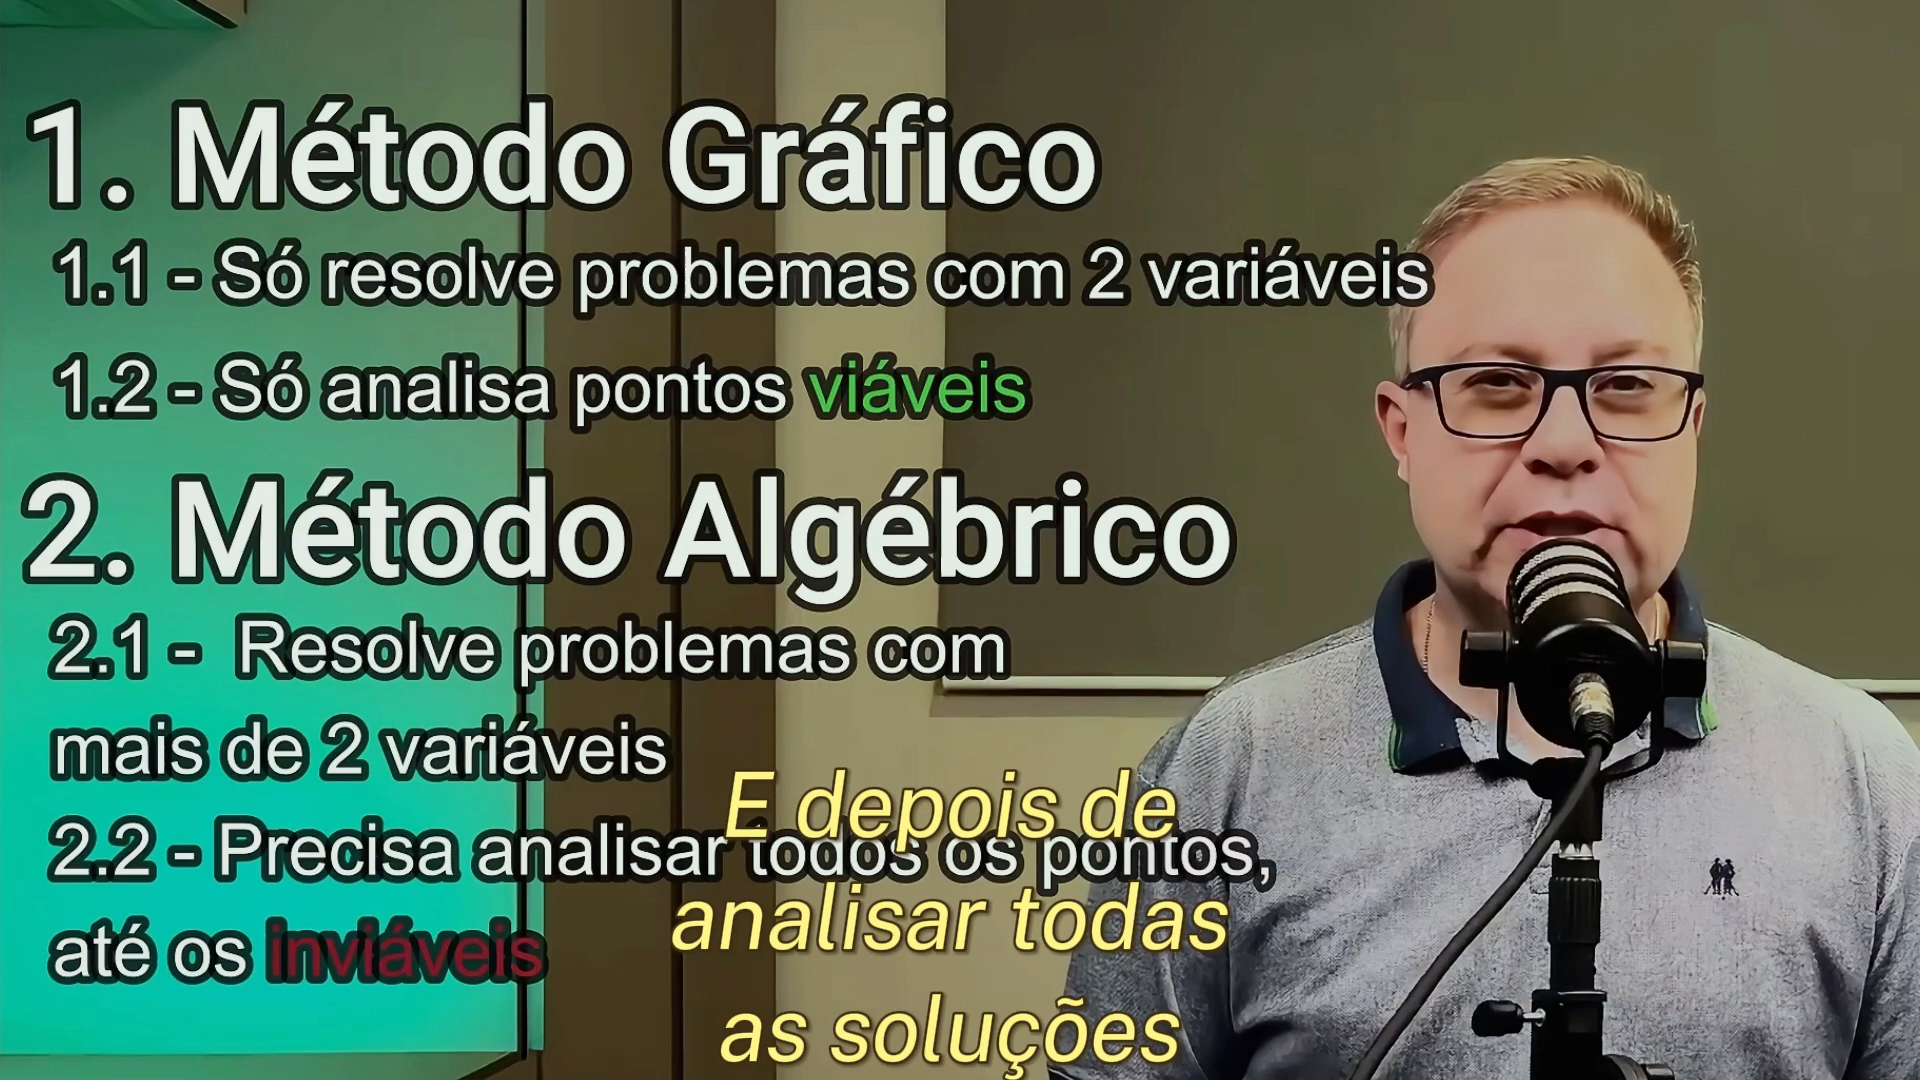 1. Método Gráfico
1.1 - Só resolve problemas com 2 variáveis
1.2 - Só analisa pontos viáveis
2. Método Algébrico
2.1 - Resolve problemas com
mais de 2 variáveis
2.2 - Precisa analisar todos os pontos,
até os inviáveis
E depois de
analisar todas
as soluções